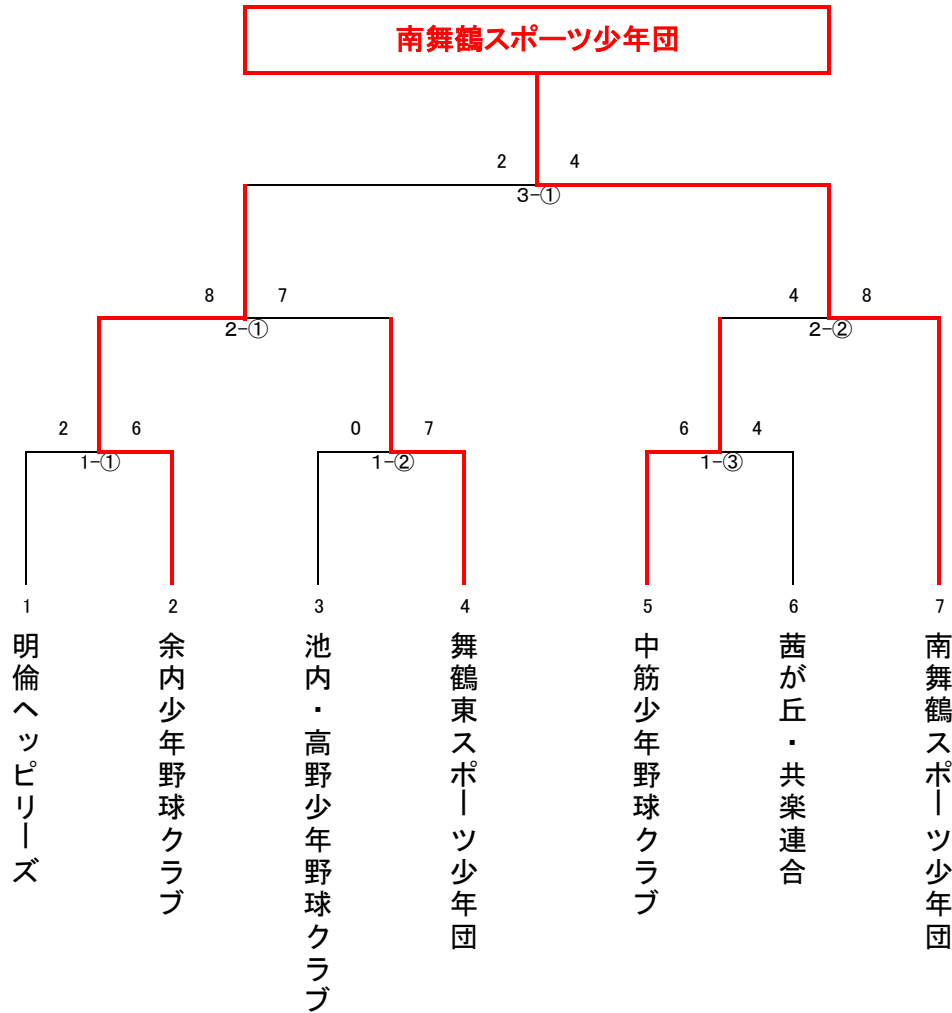 南舞鶴スポーツ少年団
2 4
3-①
8 7
2-①
4 8
2-②
2 6
1-①
0 7
1-②
6 4
1-③
1 2 3 4 5 6 7
明倫ヘッピリーズ
余内少年野球クラブ
池内・高野少年野球クラブ
舞鶴東スポーツ少年団
中筋少年野球クラブ
茜が丘・共楽連合
南舞鶴スポーツ少年団